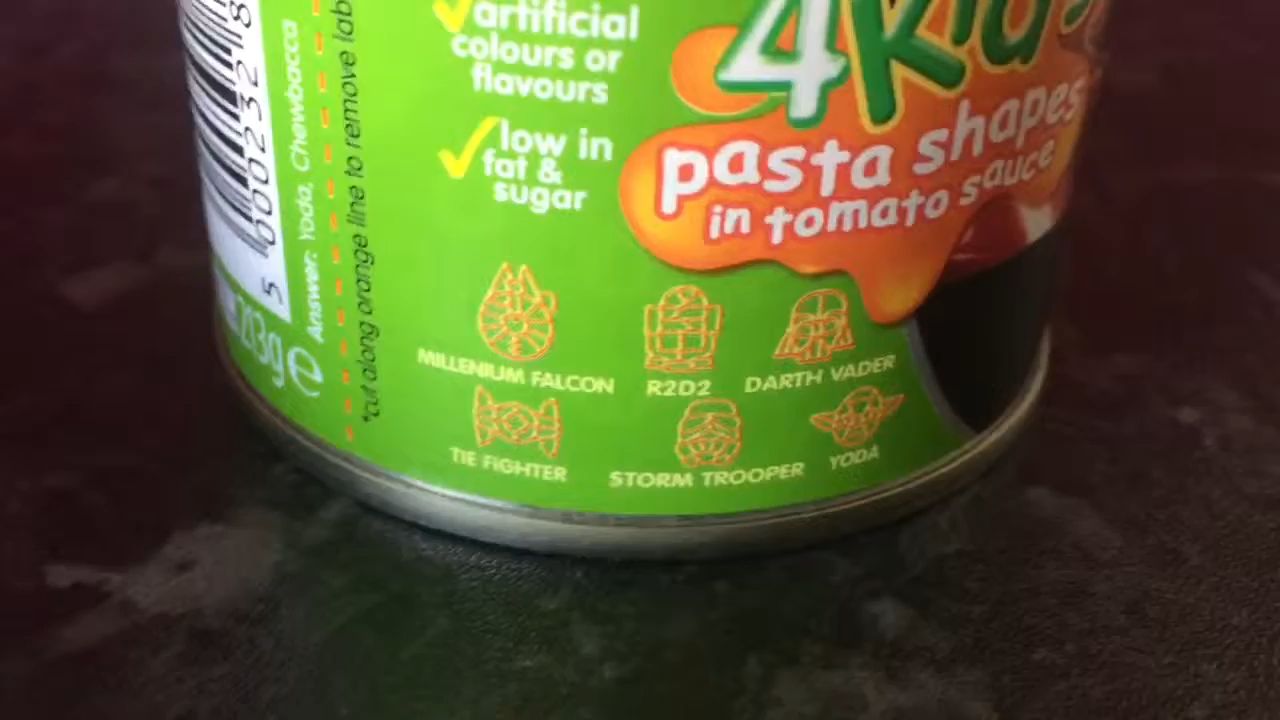 artificial
colours or
flavours
low in
fat &
sugar
4Kids
pasta shapes
in tomato sauce
MILLENIUM FALCON
R2D2
DARTH VADER
TIE FIGHTER
STORM TROOPER
YODA
5 000232 18
213g e
Answer: Yoda, Chewbacca
*cut along orange line to remove lab